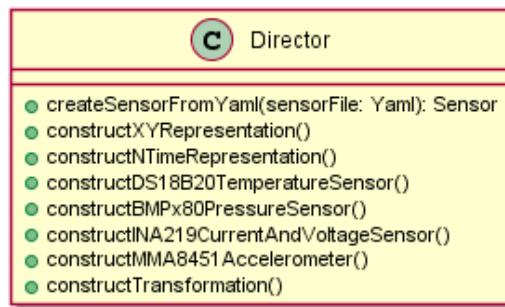 C Director
createSensorFromYaml(sensorFile: Yaml): Sensor
constructXYRepresentation()
constructNTimeRepresentation()
constructDS18B20TemperatureSensor()
constructBMPx80PressureSensor()
constructINA219CurrentAndVoltageSensor()
constructMMA8451Accelerometer()
constructTransformation()